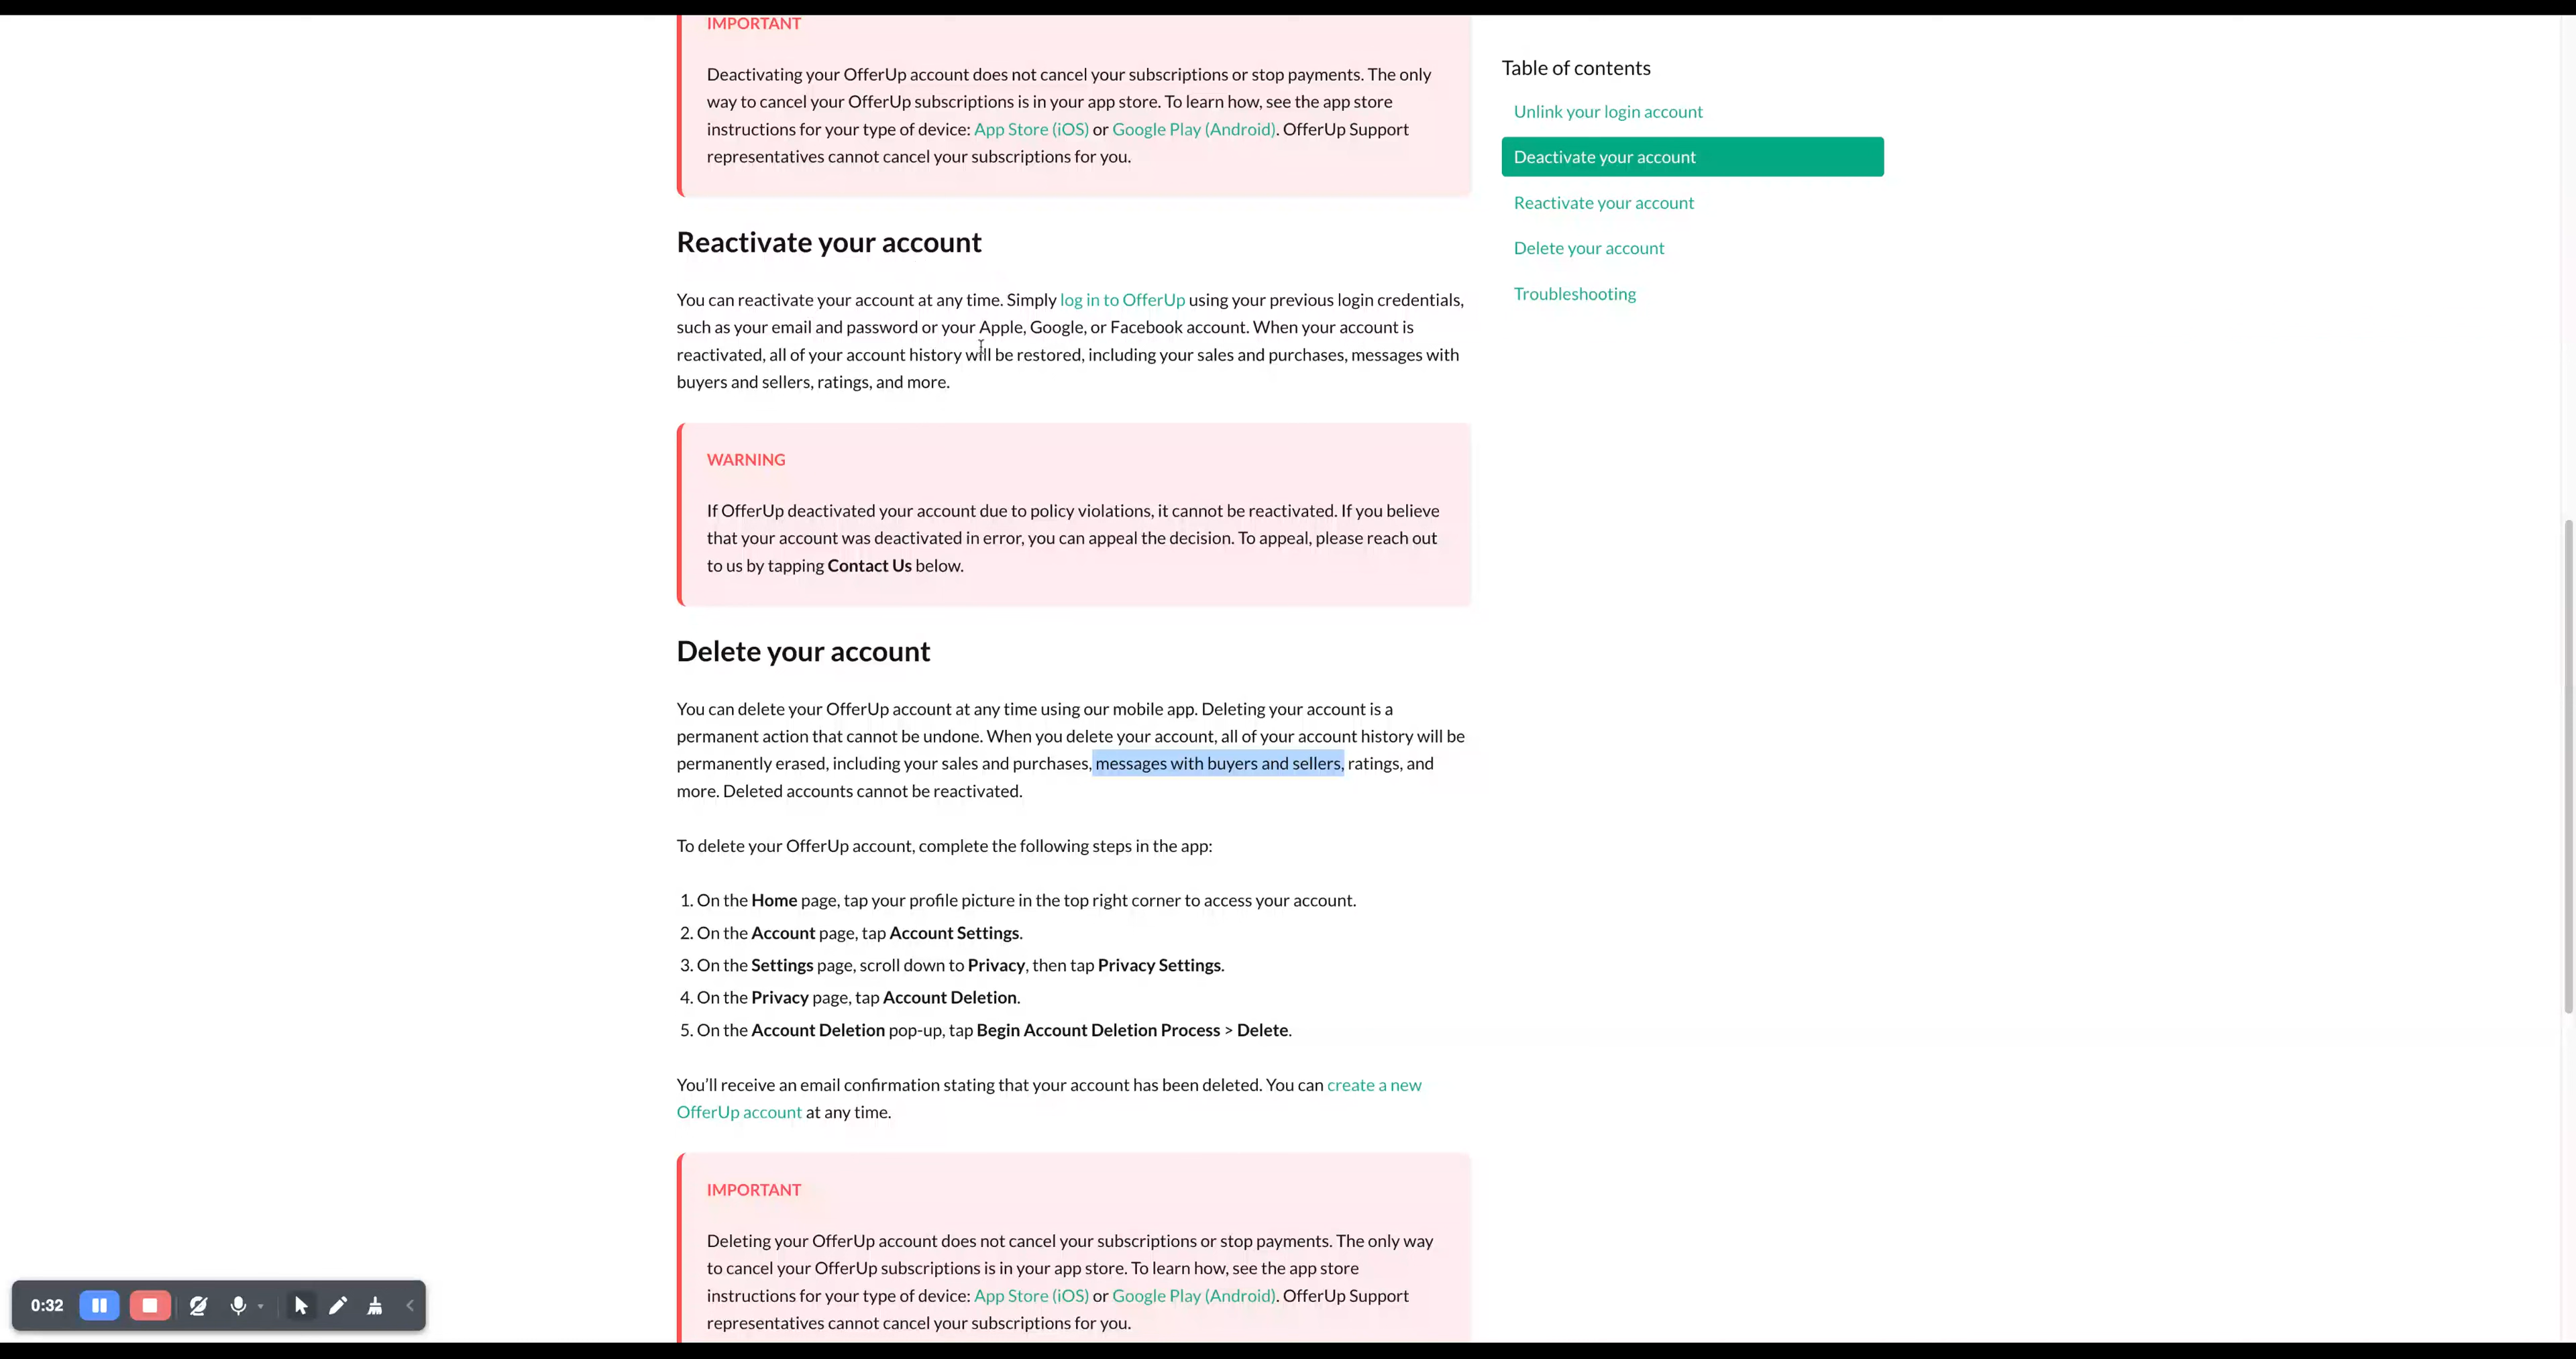 IMPORTANT
Deactivating your OfferUp account does not cancel your subscriptions or stop payments. The only
way to cancel your OfferUp subscriptions is in your app store. To learn how, see the app store
instructions for your type of device: App Store (iOS) or Google Play (Android). OfferUp Support
representatives cannot cancel your subscriptions for you.
Reactivate your account
You can reactivate your account at any time. Simply log in to OfferUp using your previous login credentials,
such as your email and password or your Apple, Google, or Facebook account. When your account is
reactivated, all of your account history will be restored, including your sales and purchases, messages with
buyers and sellers, ratings, and more.
WARNING
If OfferUp deactivated your account due to policy violations, it cannot be reactivated. If you believe
that your account was deactivated in error, you can appeal the decision. To appeal, please reach out
to us by tapping Contact Us below.
Delete your account
You can delete your OfferUp account at any time using our mobile app. Deleting your account is a
permanent action that cannot be undone. When you delete your account, all of your account history will be
permanently erased, including your sales and purchases, messages with buyers and sellers, ratings, and
more. Deleted accounts cannot be reactivated.
To delete your OfferUp account, complete the following steps in the app:
1. On the Home page, tap your profile picture in the top right corner to access your account.
2. On the Account page, tap Account Settings.
3. On the Settings page, scroll down to Privacy, then tap Privacy Settings.
4. On the Privacy page, tap Account Deletion.
5. On the Account Deletion pop-up, tap Begin Account Deletion Process > Delete.
You’ll receive an email confirmation stating that your account has been deleted. You can create a new
OfferUp account at any time.
IMPORTANT
Deleting your OfferUp account does not cancel your subscriptions or stop payments. The only way
to cancel your OfferUp subscriptions is in your app store. To learn how, see the app store
instructions for your type of device: App Store (iOS) or Google Play (Android). OfferUp Support
representatives cannot cancel your subscriptions for you.
Table of contents
Unlink your login account
Deactivate your account
Reactivate your account
Delete your account
Troubleshooting
0:32